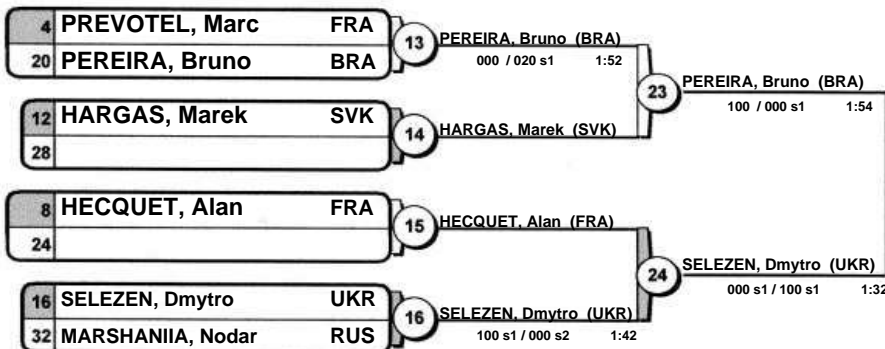 4 PREVOTEL, Marc FRA
20 PEREIRA, Bruno BRA
13
PEREIRA, Bruno (BRA)
000 / 020 s1 1:52
12 HARGAS, Marek SVK
28
14
HARGAS, Marek (SVK)
23
PEREIRA, Bruno (BRA)
100 / 000 s1 1:54
8 HECQUET, Alan FRA
24
15
HECQUET, Alan (FRA)
16 SELEZEN, Dmytro UKR
32 MARSHANIIA, Nodar RUS
16
SELEZEN, Dmytro (UKR)
100 s1 / 000 s2 1:42
24
SELEZEN, Dmytro (UKR)
000 s1 / 100 s1 1:32